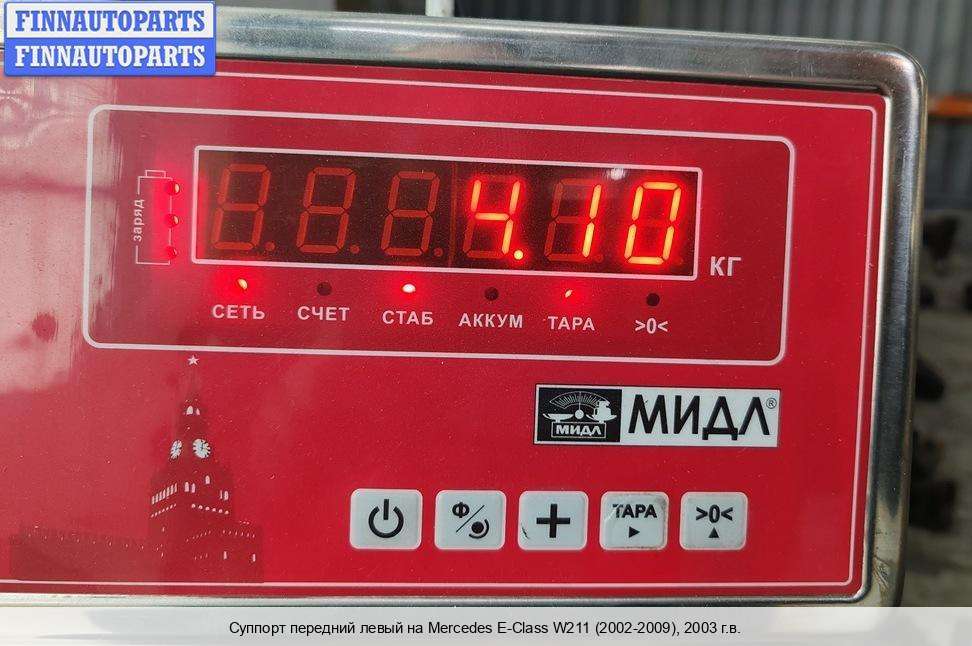 FINNAUTOPARTS
FINNAUTOPARTS
заряд
4.10
КГ
СЕТЬ СЧЕТ СТАБ АККУМ ТАРА >0<
МИДЛ МИДЛ®
Ф ТАРА >0<
Суппорт передний левый на Mercedes E-Class W211 (2002-2009), 2003 г.в.